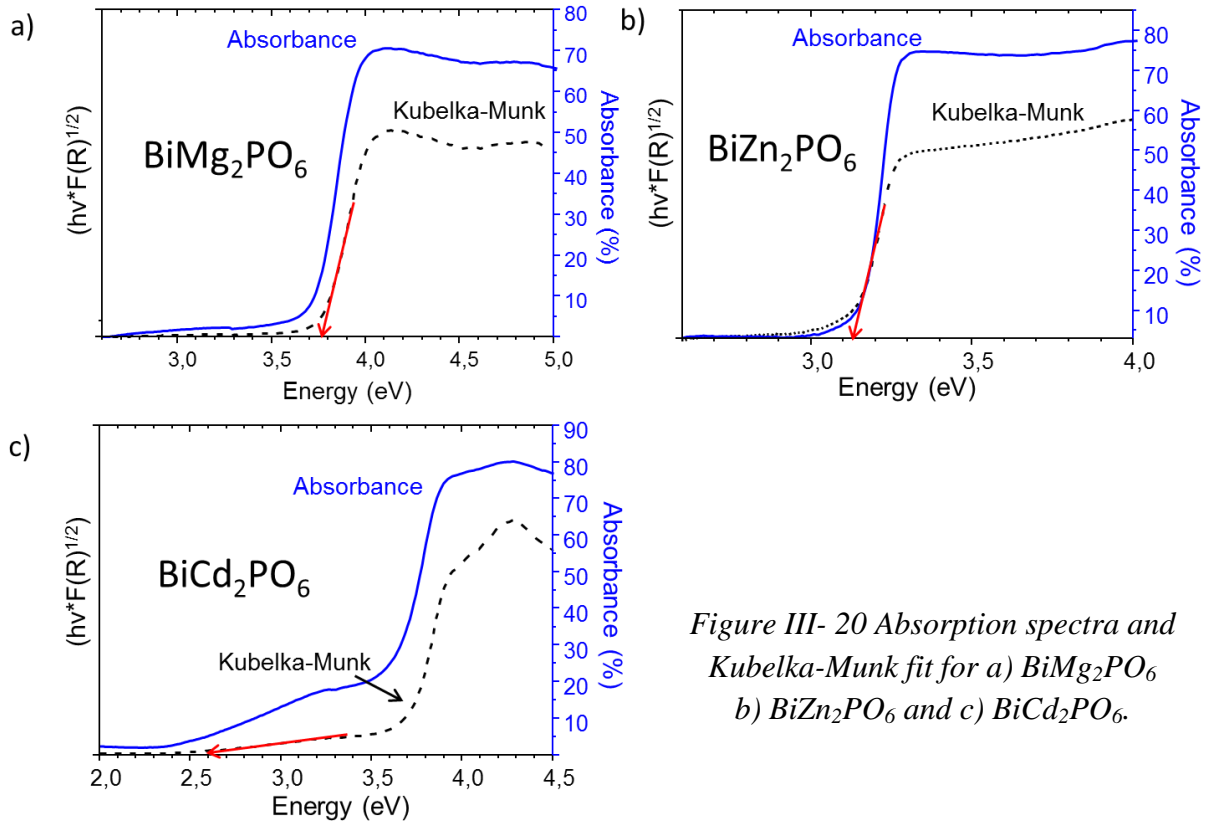 a)
Absorbance
Kubelka-Munk
BiMg₂PO₆
(hv*F(R)^1/2)
Absorbance (%)
80
70
60
50
40
30
20
10
0
3,0 3,5 4,0 4,5 5,0
Energy (eV)
b)
Absorbance
Kubelka-Munk
BiZn₂PO₆
(hv*F(R)^1/2)
Absorbance (%)
80
70
60
50
40
30
20
10
3,0 3,5 4,0
Energy (eV)
c)
Absorbance
BiCd₂PO₆
Kubelka-Munk
(hv*F(R)^1/2)
Absorbance (%)
90
80
70
60
50
40
30
20
10
0
2,0 2,5 3,0 3,5 4,0 4,5
Energy (eV)
Figure III- 20 Absorption spectra and
Kubelka-Munk fit for a) BiMg₂PO₆
b) BiZn₂PO₆ and c) BiCd₂PO₆.